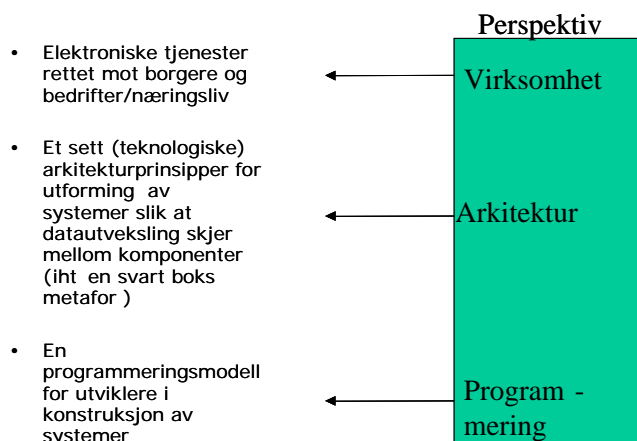 Perspektiv
• Elektroniske tjenester
rettet mot borgere og
bedrifter/næringsliv
Virksomhet
• Et sett (teknologiske)
arkitekturprinsipper for
utforming av
systemer slik at
datautveksling skjer
mellom komponenter
(iht en svart boks
metafor )
Arkitektur
• En
programmeringsmodell
for utviklere i
konstruksjon av
systemer
Program -
mering